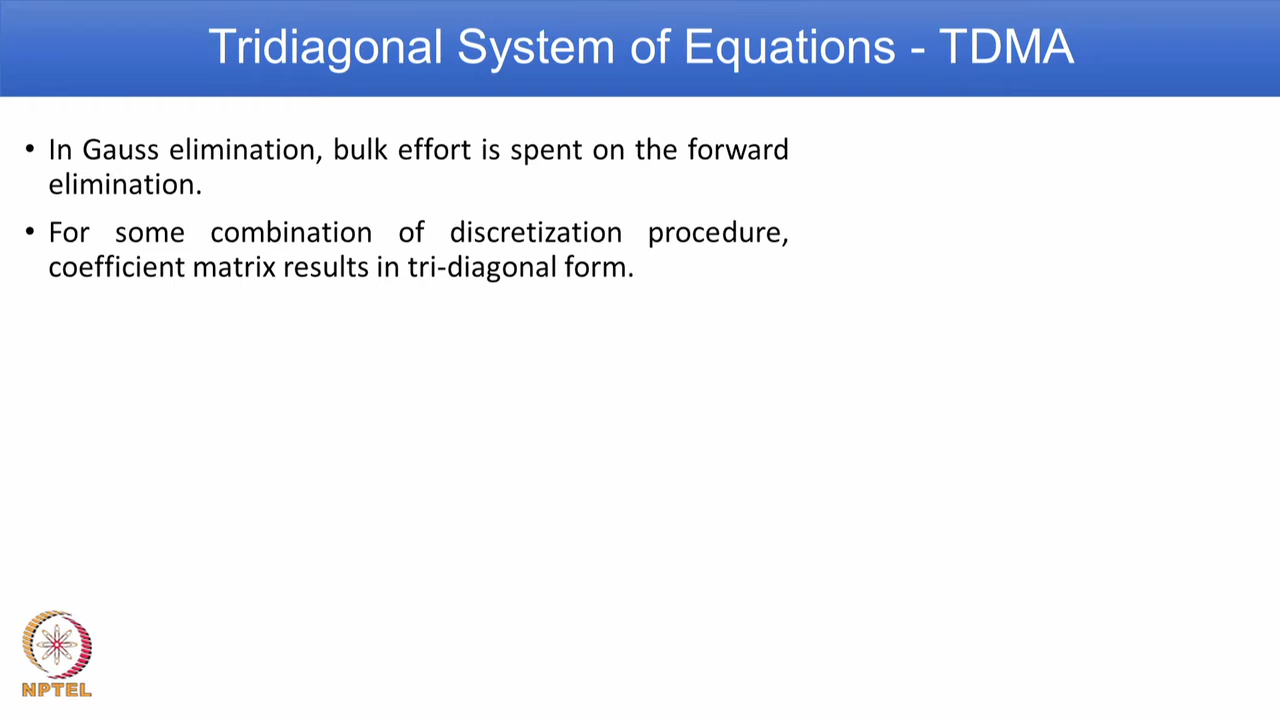 Tridiagonal System of Equations - TDMA
• In Gauss elimination, bulk effort is spent on the forward
elimination.
• For some combination of discretization procedure,
coefficient matrix results in tri-diagonal form.
NPTEL